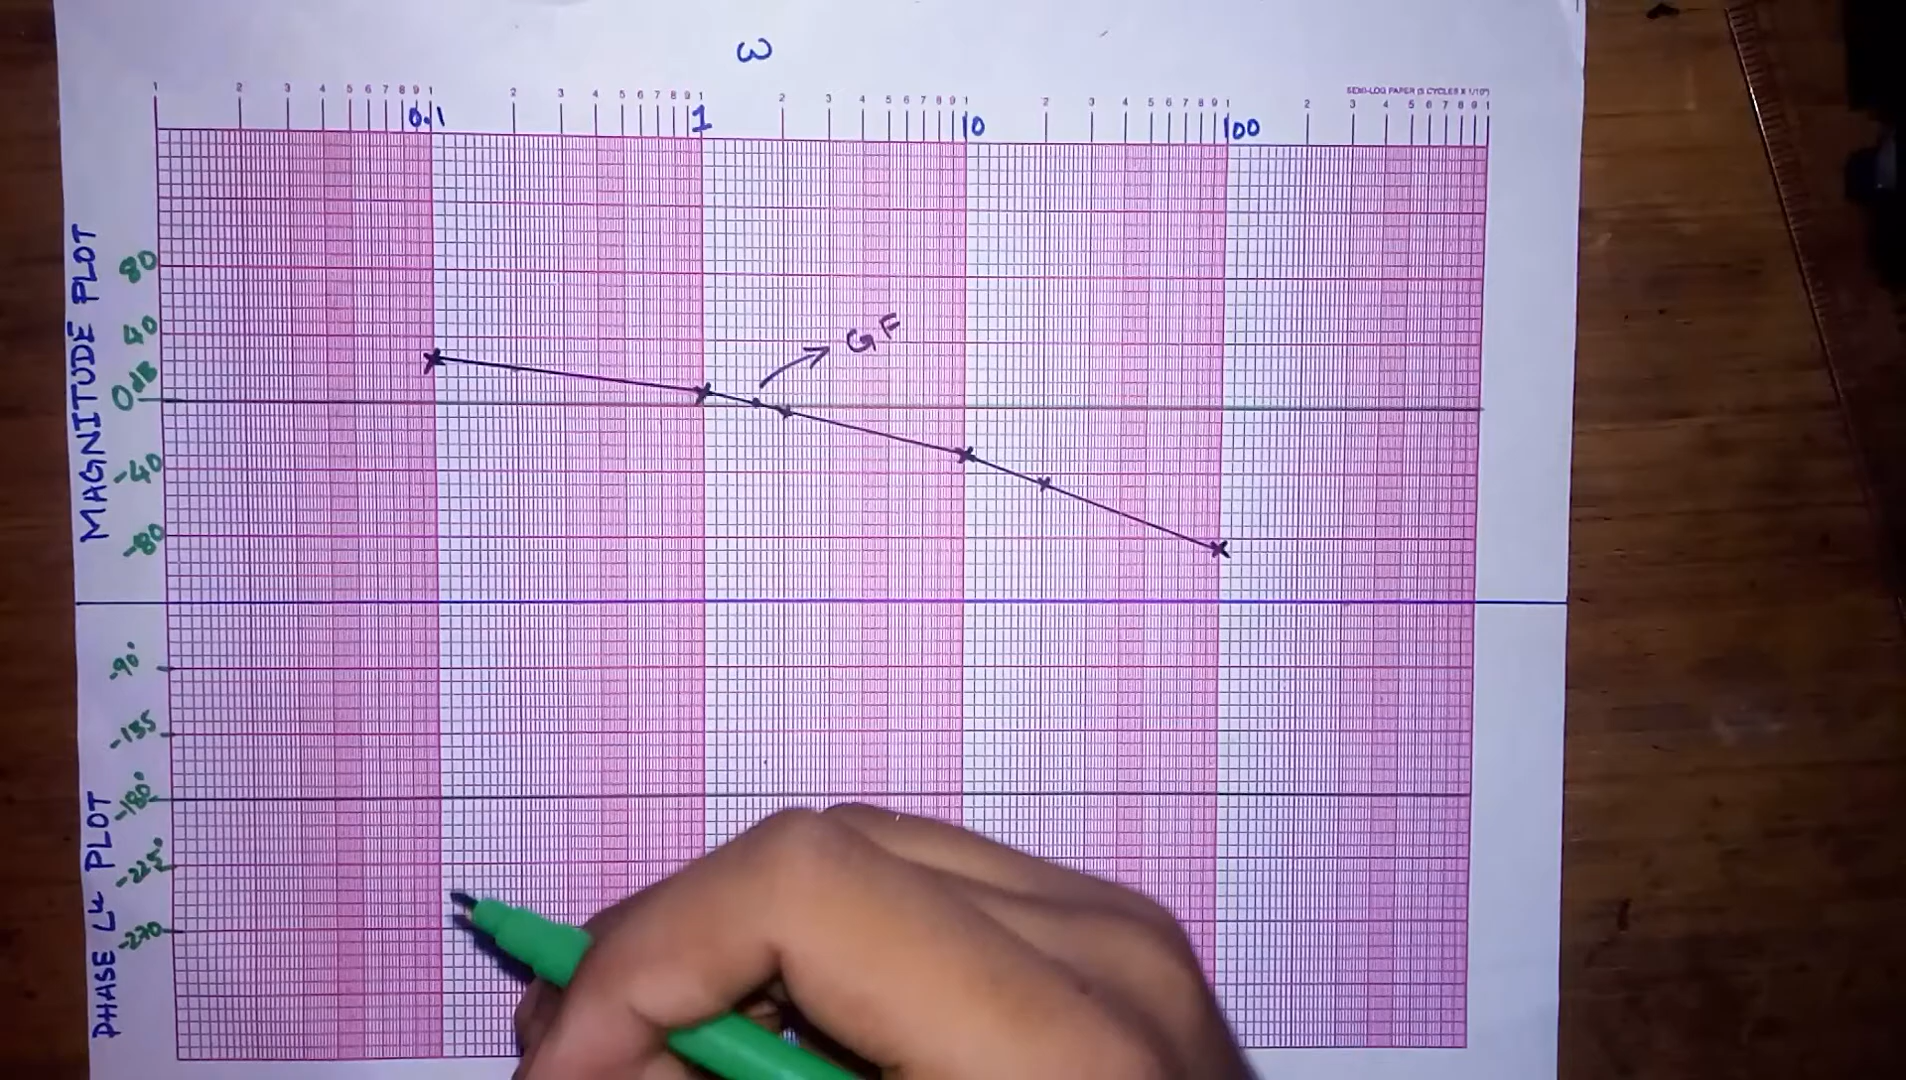 ω
SEMI-LOG PAPER (5 CYCLES X 1/10")
1 2 3 4 5 6 7 8 9 1 2 3 4 5 6 7 8 9 1 2 3 4 5 6 7 8 9 1 2 3 4 5 6 7 8 9 1 2 3 4 5 6 7 8 9 1
0.1 1 10 100
MAGNITUDE PLOT
80
40
0dB
-40
-80
GF
PHASE L PLOT
-90°
-135
-180°
-225°
-270